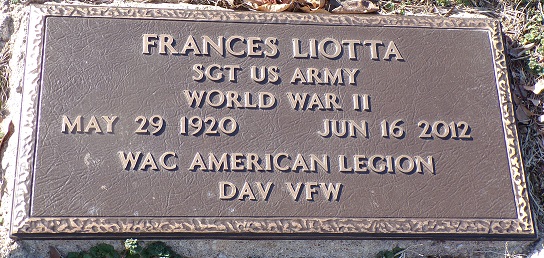 FRANCES LIOTTA
SGT US ARMY
WORLD WAR II
MAY 29 1920 JUN 16 2012
WAC AMERICAN LEGION
DAV VFW